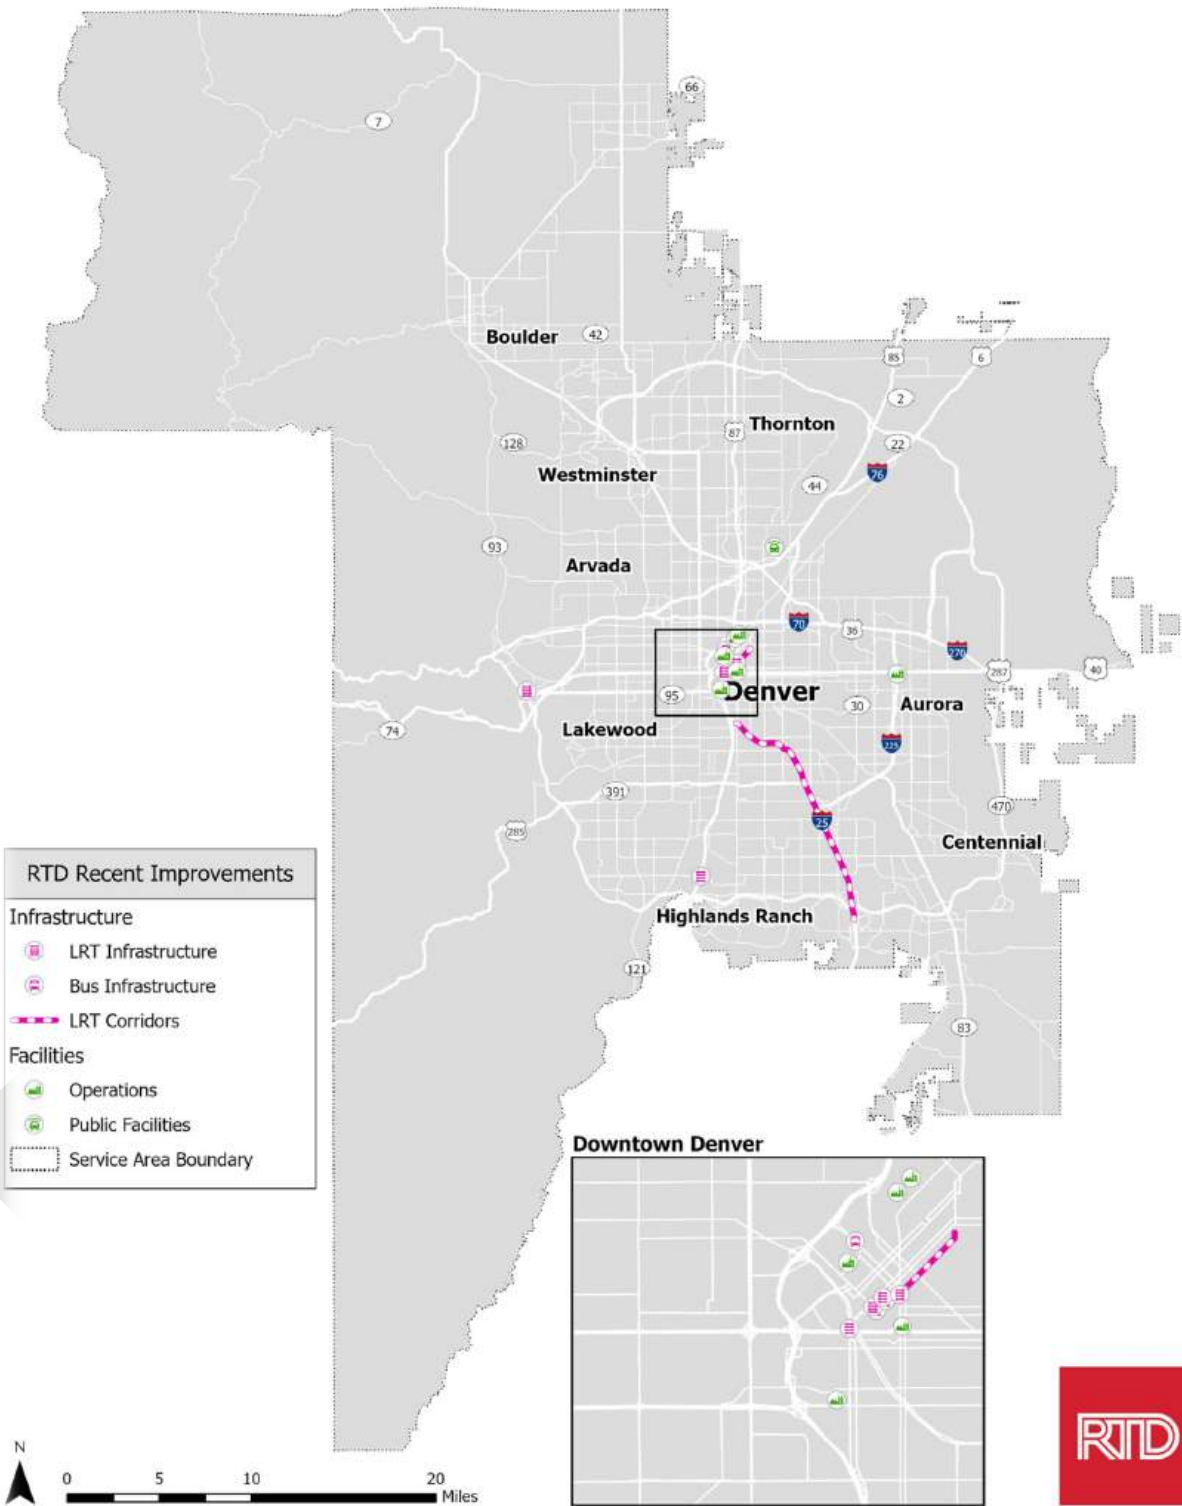 66
7
Boulder
42
85
6
2
87
Thornton
128
22
Westminster
76
44
93
Arvada
70
36
270
287
40
95
Denver
30
Aurora
74
Lakewood
225
391
470
25
285
Centennial
RTD Recent Improvements
Infrastructure
LRT Infrastructure
Bus Infrastructure
LRT Corridors
Facilities
Operations
Public Facilities
Service Area Boundary
Highlands Ranch
121
83
Downtown Denver
N
0 5 10 20
Miles
RTD